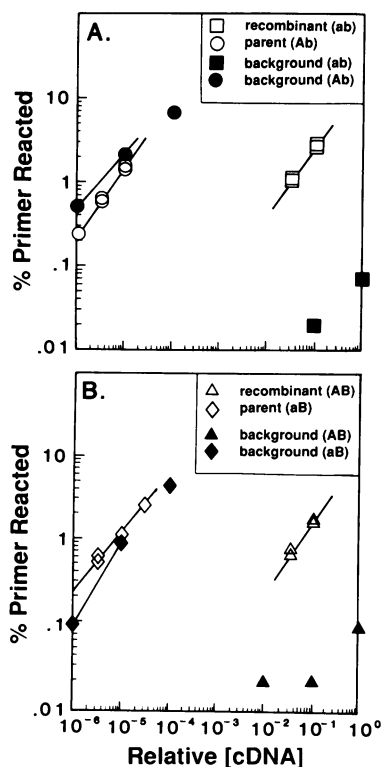 A.
recombinant (ab)
parent (Ab)
background (ab)
background (Ab)
% Primer Reacted
10
1
0.1
.01
B.
recombinant (AB)
parent (aB)
background (AB)
background (aB)
% Primer Reacted
10
1
0.1
.01
10⁻⁶ 10⁻⁵ 10⁻⁴ 10⁻³ 10⁻² 10⁻¹ 10⁰
Relative [cDNA]